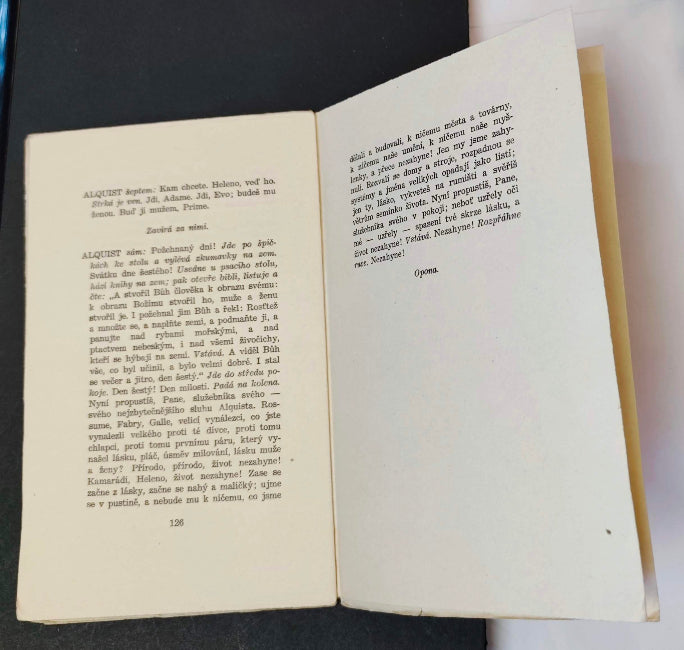 ALQUIST šeptem: Kam chcete. Heleno, veď ho.
Strká je ven. Jdi, Adame. Jdi, Evo; budeš mu
ženou. Buď jí mužem, Prime.
Zavírá za nimi.
ALQUIST sám: Požehnaný dni! Jde po špič-
kách ke stolu a vylévá zkumavky na zem.
Svátku dne šestého! Usedne u psacího stolu,
hází knihy na zem; pak otevře bibli, listuje a
čte: „A stvořil Bůh člověka k obrazu svému:
k obrazu Božímu stvořil ho, muže a ženu
stvořil je. I požehnal jim Bůh a řekl: Rosťtež
a množte se, a naplňte zemi, a podmaňte ji, a
panujte nad rybami mořskými, a nad
ptactvem nebeským, i nad všemi živočichy,
kteří se hýbají na zemi. Vstává. A viděl Bůh
vše, co byl učinil, a bylo velmi dobré. I stal
se večer a jitro, den šestý.“ Jde do středu po-
koje. Den šestý! Den milosti. Padá na kolena.
Nyní propustíš, Pane, služebníka svého —
svého nejzbytečnějšího sluhu Alquista. Ros-
sume, Fabry, Galle, velicí vynálezci, co jste
vynalezli velkého proti té dívce, proti tomu
chlapci, proti tomu prvnímu páru, který vy-
našel lásku, pláč, úsměv milování, lásku muže
a ženy? Přírodo, přírodo, život nezahyne!
Kamarádi, Heleno, život nezahyne! Zase se
začne z lásky, začne se nahý a maličký; ujme
se v pustině, a nebude mu k ničemu, co jsme
126
dělali a budovali, k ničemu města a továrny,
k ničemu naše umění, k ničemu naše myš-
lenky, a přece nezahyne! Jen my jsme zahy-
nuli. Rozvalí se domy a stroje, rozpadnou se
systémy a jména velikých opadají jako listí;
jen ty, lásko, vykveteš na rumišti a svěříš
větrům semínko života. Nyní propustíš, Pane,
služebníka svého v pokoji; neboť uzřely oči
mé — uzřely — spasení tvé skrze lásku, a
život nezahyne! Vstává. Nezahyne! Rozpřáhne
ruce. Nezahyne!
Opona.